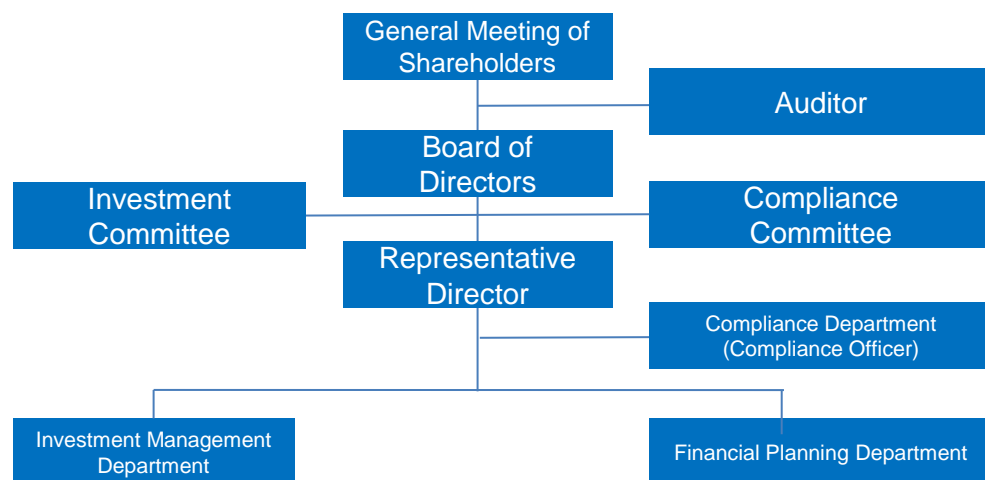 General Meeting of
Shareholders
Auditor
Board of
Directors
Investment
Committee
Compliance
Committee
Representative
Director
Compliance Department
(Compliance Officer)
Investment Management
Department
Financial Planning Department